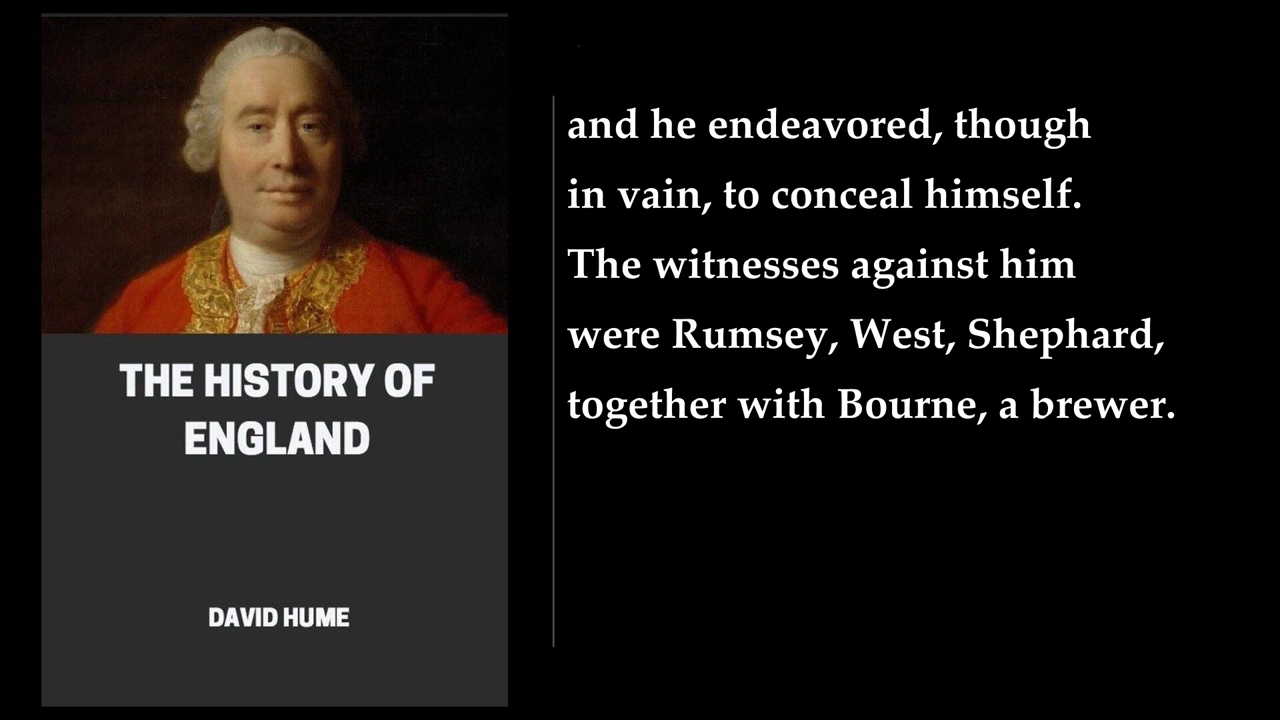 THE HISTORY OF
ENGLAND
DAVID HUME
and he endeavored, though
in vain, to conceal himself.
The witnesses against him
were Rumsey, West, Shephard,
together with Bourne, a brewer.